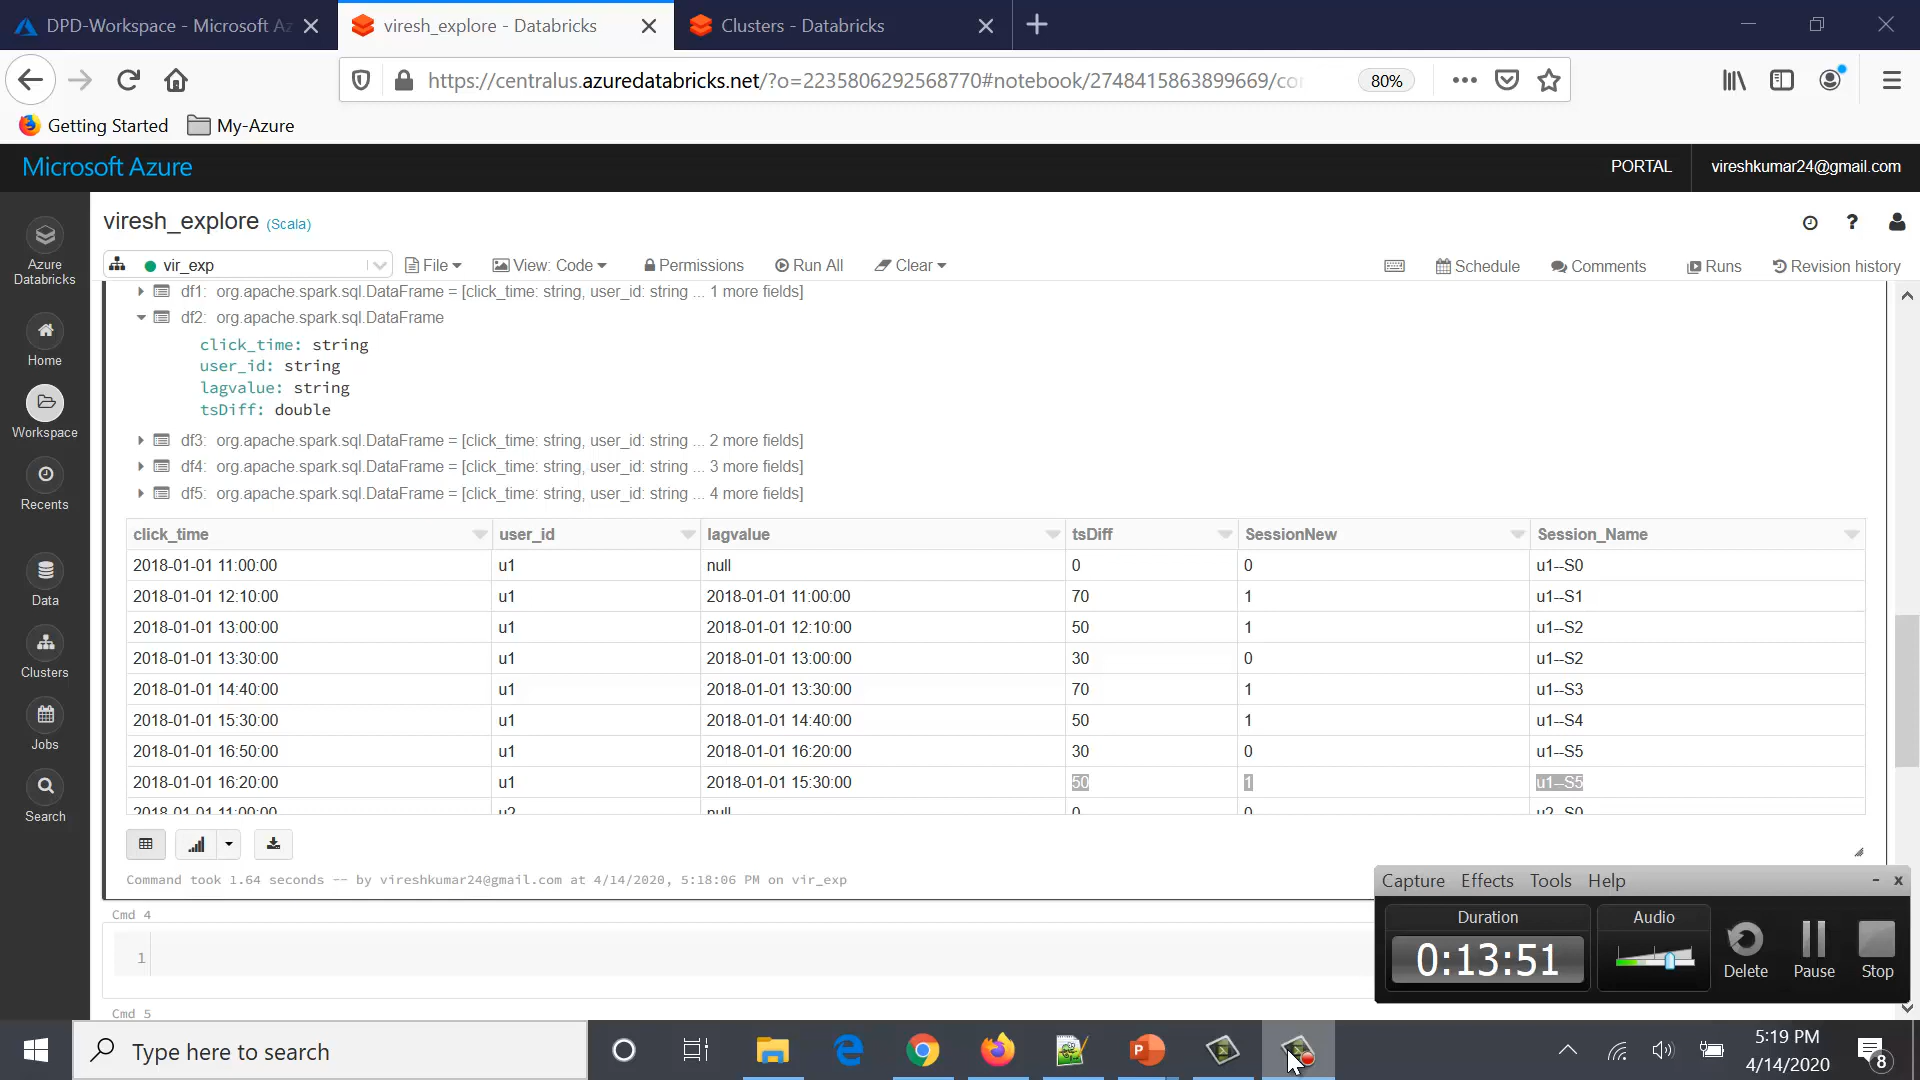 DPD-Workspace - Microsoft Az
viresh_explore - Databricks
Clusters - Databricks
https://centralus.azuredatabricks.net/?o=2235806292568770#notebook/2748415863899669/co
80%
Getting Started
My-Azure
Microsoft Azure
PORTAL
vireshkumar24@gmail.com
Azure
Databricks
Home
Workspace
Recents
Data
Clusters
Jobs
Search
viresh_explore (Scala)
?
vir_exp
File
View: Code
Permissions
Run All
Clear
Schedule
Comments
Runs
Revision history
df1: org.apache.spark.sql.DataFrame = [click_time: string, user_id: string ... 1 more fields]
df2: org.apache.spark.sql.DataFrame
click_time: string
user_id: string
lagvalue: string
tsDiff: double
df3: org.apache.spark.sql.DataFrame = [click_time: string, user_id: string ... 2 more fields]
df4: org.apache.spark.sql.DataFrame = [click_time: string, user_id: string ... 3 more fields]
df5: org.apache.spark.sql.DataFrame = [click_time: string, user_id: string ... 4 more fields]
click_time user_id lagvalue tsDiff SessionNew Session_Name
2018-01-01 11:00:00 u1 null 0 0 u1--S0
2018-01-01 12:10:00 u1 2018-01-01 11:00:00 70 1 u1--S1
2018-01-01 13:00:00 u1 2018-01-01 12:10:00 50 1 u1--S2
2018-01-01 13:30:00 u1 2018-01-01 13:00:00 30 0 u1--S2
2018-01-01 14:40:00 u1 2018-01-01 13:30:00 70 1 u1--S3
2018-01-01 15:30:00 u1 2018-01-01 14:40:00 50 1 u1--S4
2018-01-01 16:50:00 u1 2018-01-01 16:20:00 30 0 u1--S5
2018-01-01 16:20:00 u1 2018-01-01 15:30:00 50 1 u1--S5
2018-01-01 11:00:00 u2 null 0 0 u2--S0
Command took 1.64 seconds -- by vireshkumar24@gmail.com at 4/14/2020, 5:18:06 PM on vir_exp
Cmd 4
1
Cmd 5
Capture Effects Tools Help
Duration
0:13:51
Audio
Delete
Pause
Stop
Type here to search
5:19 PM
4/14/2020
8